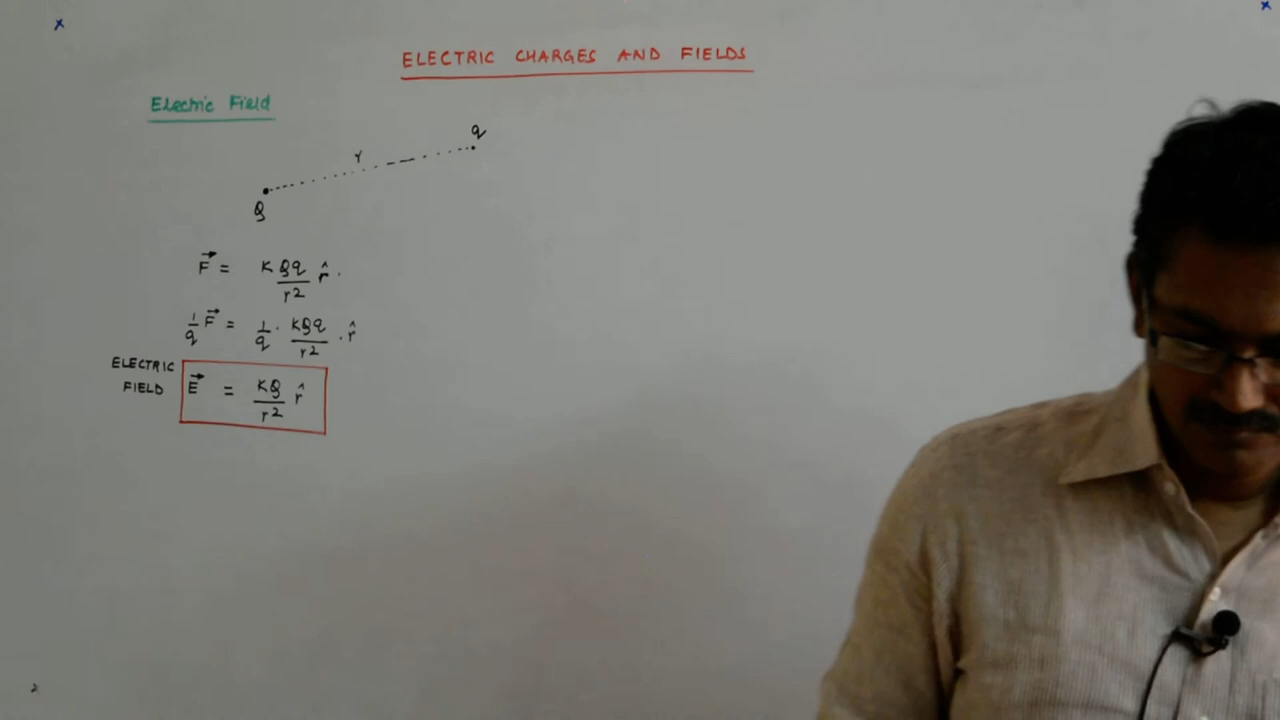 x
x
ELECTRIC CHARGES AND FIELDS
Electric Field
q
r
Q
F⃗ = KQq/r² r̂.
1/q F⃗ = 1/q . KQq/r² . r̂
ELECTRIC
FIELD
E⃗ = KQ/r² r̂